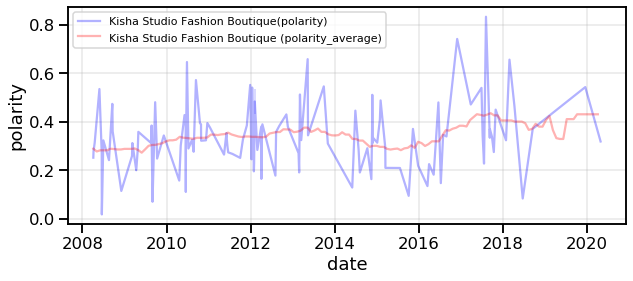 Kisha Studio Fashion Boutique(polarity)
Kisha Studio Fashion Boutique (polarity_average)
polarity
0.8
0.6
0.4
0.2
0.0
2008 2010 2012 2014 2016 2018 2020
date